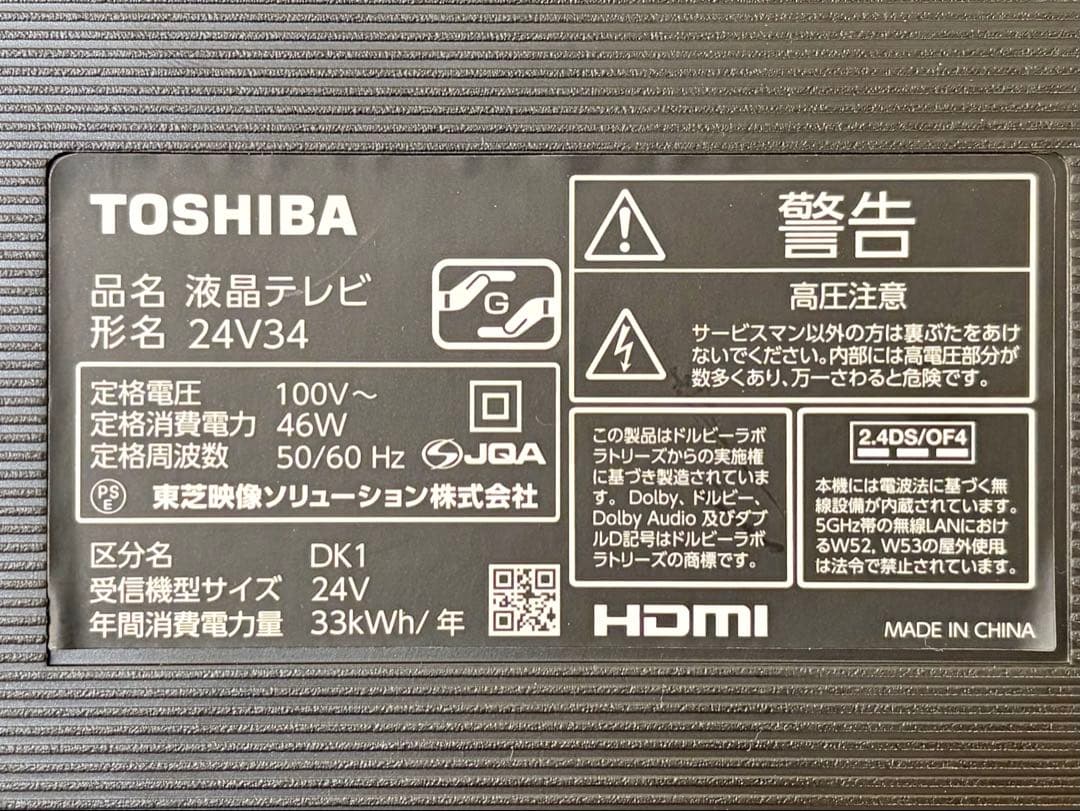 TOSHIBA
品名 液晶テレビ
形名 24V34
G
定格電圧 100V～
定格消費電力 46W
定格周波数 50/60 Hz
JQA
PS
E
東芝映像ソリューション株式会社
区分名 DK1
受信機型サイズ 24V
年間消費電力量 33kWh/年
警告
高圧注意
サービスマン以外の方は裏ぶたをあけ
ないでください。内部には高電圧部分が
数多くあり、万一さわると危険です。
この製品はドルビーラボ
ラトリーズからの実施権
に基づき製造されていま
す。Dolby、ドルビー、
Dolby Audio 及びダブ
ルD記号はドルビーラボ
ラトリーズの商標です。
2.4DS/OF4
本機には電波法に基づく無
線設備が内蔵されています。
5GHz帯の無線LANにおけ
るW52, W53の屋外使用
は法令で禁止されています。
HDMI
MADE IN CHINA